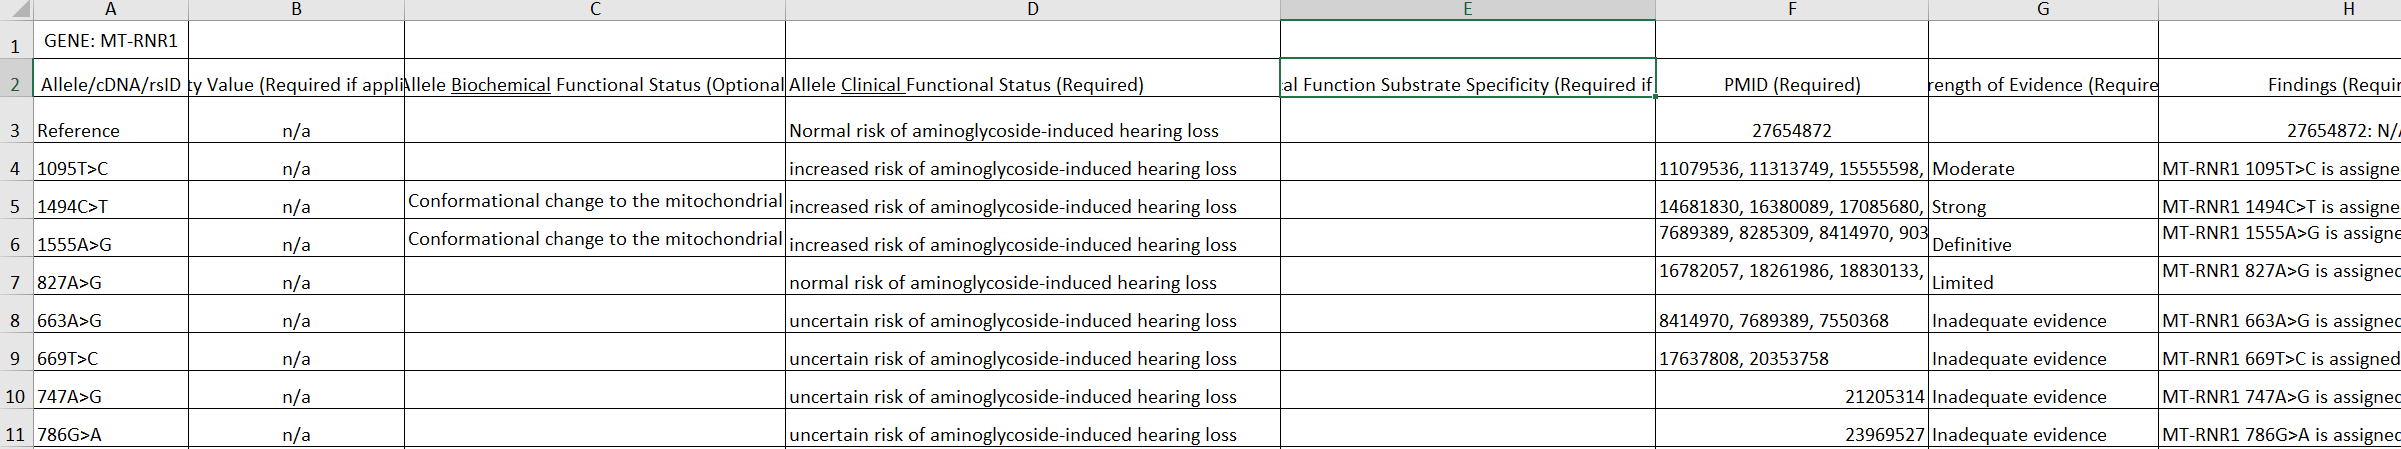 A B C D E F G H
1 GENE: MT-RNR1
2 Allele/cDNA/rsID ty Value (Required if appli Allele Biochemical Functional Status (Optional Allele Clinical Functional Status (Required) al Function Substrate Specificity (Required if PMID (Required) rength of Evidence (Require Findings (Requir
3 Reference n/a Normal risk of aminoglycoside-induced hearing loss 27654872 27654872: N/
4 1095T>C n/a increased risk of aminoglycoside-induced hearing loss 11079536, 11313749, 15555598, Moderate MT-RNR1 1095T>C is assigne
5 1494C>T n/a Conformational change to the mitochondrial increased risk of aminoglycoside-induced hearing loss 14681830, 16380089, 17085680, Strong MT-RNR1 1494C>T is assigne
6 1555A>G n/a Conformational change to the mitochondrial increased risk of aminoglycoside-induced hearing loss 7689389, 8285309, 8414970, 903 Definitive MT-RNR1 1555A>G is assigne
7 827A>G n/a normal risk of aminoglycoside-induced hearing loss 16782057, 18261986, 18830133, Limited MT-RNR1 827A>G is assigned
8 663A>G n/a uncertain risk of aminoglycoside-induced hearing loss 8414970, 7689389, 7550368 Inadequate evidence MT-RNR1 663A>G is assigned
9 669T>C n/a uncertain risk of aminoglycoside-induced hearing loss 17637808, 20353758 Inadequate evidence MT-RNR1 669T>C is assigned
10 747A>G n/a uncertain risk of aminoglycoside-induced hearing loss 21205314 Inadequate evidence MT-RNR1 747A>G is assigned
11 786G>A n/a uncertain risk of aminoglycoside-induced hearing loss 23969527 Inadequate evidence MT-RNR1 786G>A is assigned